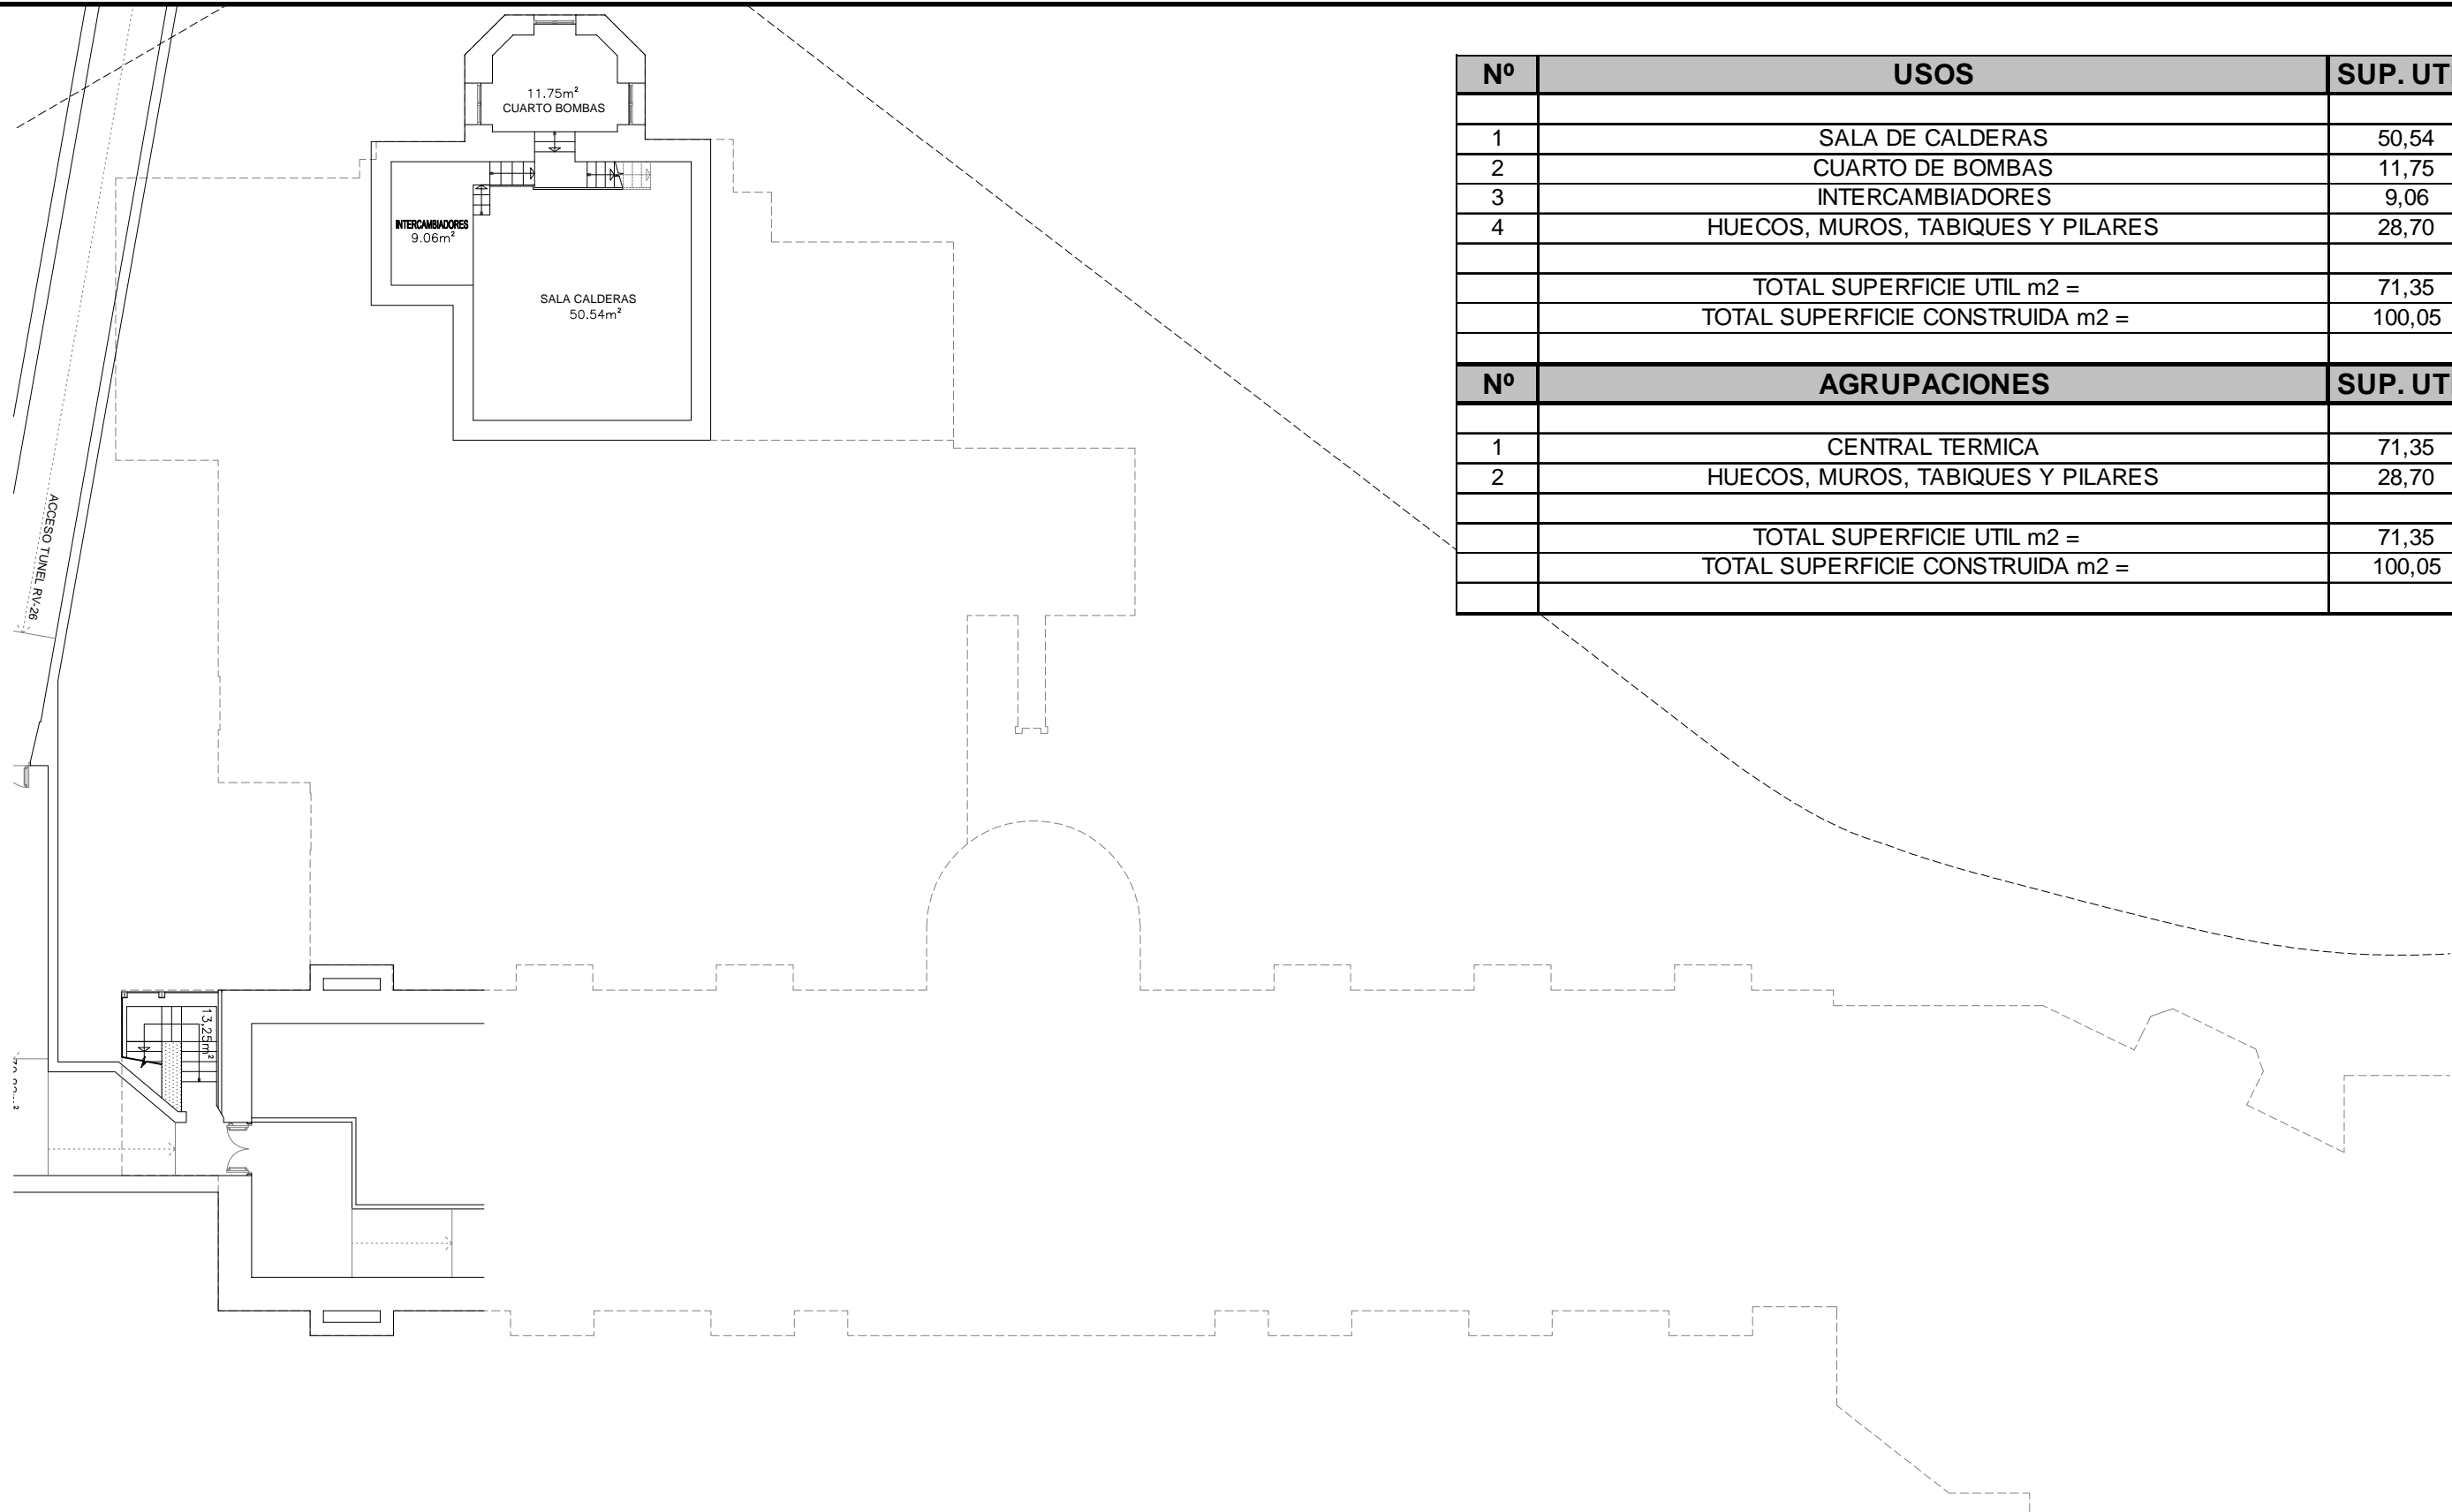 11.75m²
CUARTO BOMBAS
INTERCAMBIADORES
9.06m²
SALA CALDERAS
50.54m²
ACCESO TUNEL RV-26
13,25m²
Nº USOS SUP. UTI
1 SALA DE CALDERAS 50,54
2 CUARTO DE BOMBAS 11,75
3 INTERCAMBIADORES 9,06
4 HUECOS, MUROS, TABIQUES Y PILARES 28,70
TOTAL SUPERFICIE UTIL m2 = 71,35
TOTAL SUPERFICIE CONSTRUIDA m2 = 100,05
Nº AGRUPACIONES SUP. UTI
1 CENTRAL TERMICA 71,35
2 HUECOS, MUROS, TABIQUES Y PILARES 28,70
TOTAL SUPERFICIE UTIL m2 = 71,35
TOTAL SUPERFICIE CONSTRUIDA m2 = 100,05